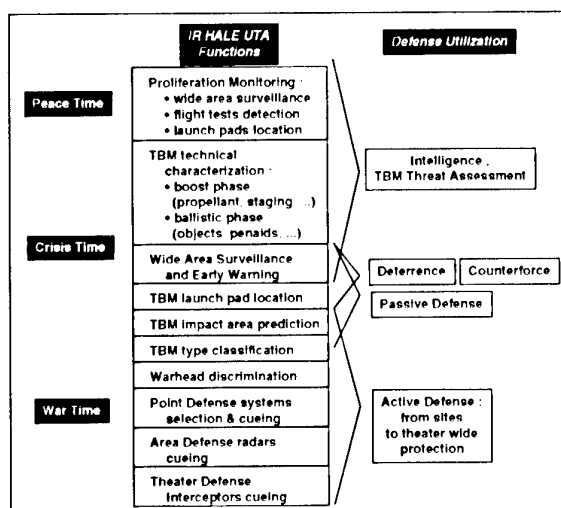 IR HALE UTA
Functions
Defense Utilization
Peace Time
Proliferation Monitoring :
• wide area surveillance
• flight tests detection
• launch pads location
TBM technical
characterization :
• boost phase
(propellant, staging ...)
• ballistic phase
(objects, penaids, ...)
Intelligence :
TBM Threat Assessment
Crisis Time
Wide Area Surveillance
and Early Warning
TBM launch pad location
TBM impact area prediction
TBM type classification
Deterrence
Counterforce
Passive Defense
Warhead discrimination
War Time
Point Defense systems
selection & cueing
Area Defense radars
cueing
Theater Defense
Interceptors cueing
Active Defense :
from sites
to theater wide
protection